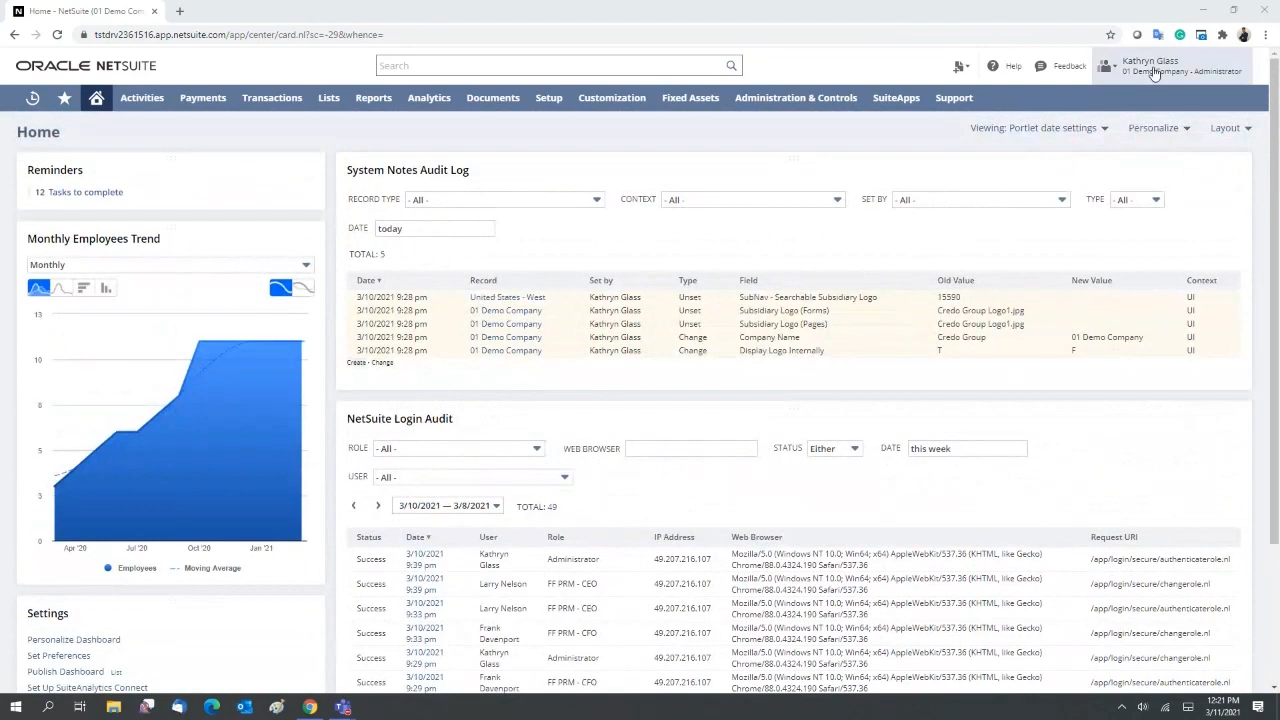 Home - NetSuite (01 Demo Com
tstdrv2361516.app.netsuite.com/app/center/card.nl?sc=-29&whence=
ORACLE NETSUITE
Search
Help
Feedback
Kathryn Glass
01 Demo Company - Administrator
Activities Payments Transactions Lists Reports Analytics Documents Setup Customization Fixed Assets Administration & Controls SuiteApps Support
Home
Viewing: Portlet date settings
Personalize
Layout
Reminders
12 Tasks to complete
Monthly Employees Trend
Monthly
13
10
8
5
3
0
Apr '20 Jul '20 Oct '20 Jan '21
Employees Moving Average
Settings
Personalize Dashboard
Set Preferences
Publish Dashboard List
Set Up SuiteAnalytics Connect
System Notes Audit Log
RECORD TYPE - All - CONTEXT - All - SET BY - All - TYPE - All -
DATE today
TOTAL: 5
Date Record Set by Type Field Old Value New Value Context
3/10/2021 9:28 pm United States - West Kathryn Glass Unset SubNav - Searchable Subsidiary Logo 15590 UI
3/10/2021 9:28 pm 01 Demo Company Kathryn Glass Unset Subsidiary Logo (Forms) Credo Group Logo1.jpg UI
3/10/2021 9:28 pm 01 Demo Company Kathryn Glass Unset Subsidiary Logo (Pages) Credo Group Logo1.jpg UI
3/10/2021 9:28 pm 01 Demo Company Kathryn Glass Change Company Name Credo Group 01 Demo Company UI
3/10/2021 9:28 pm 01 Demo Company Kathryn Glass Change Display Logo Internally T F UI
Create - Change
NetSuite Login Audit
ROLE - All - WEB BROWSER STATUS Either DATE this week
USER - All -
3/10/2021 — 3/8/2021 TOTAL: 49
Status Date User Role IP Address Web Browser Request URI
Success 3/10/2021 9:39 pm Kathryn Glass Administrator 49.207.216.107 Mozilla/5.0 (Windows NT 10.0; Win64; x64) AppleWebKit/537.36 (KHTML, like Gecko) Chrome/88.0.4324.190 Safari/537.36 /app/login/secure/authenticaterole.nl
Success 3/10/2021 9:39 pm Larry Nelson FF PRM - CEO 49.207.216.107 Mozilla/5.0 (Windows NT 10.0; Win64; x64) AppleWebKit/537.36 (KHTML, like Gecko) Chrome/88.0.4324.190 Safari/537.36 /app/login/secure/changerole.nl
Success 3/10/2021 9:33 pm Larry Nelson FF PRM - CEO 49.207.216.107 Mozilla/5.0 (Windows NT 10.0; Win64; x64) AppleWebKit/537.36 (KHTML, like Gecko) Chrome/88.0.4324.190 Safari/537.36 /app/login/secure/authenticaterole.nl
Success 3/10/2021 9:33 pm Frank Davenport FF PRM - CFO 49.207.216.107 Mozilla/5.0 (Windows NT 10.0; Win64; x64) AppleWebKit/537.36 (KHTML, like Gecko) Chrome/88.0.4324.190 Safari/537.36 /app/login/secure/changerole.nl
Success 3/10/2021 9:29 pm Kathryn Glass Administrator 49.207.216.107 Mozilla/5.0 (Windows NT 10.0; Win64; x64) AppleWebKit/537.36 (KHTML, like Gecko) Chrome/88.0.4324.190 Safari/537.36 /app/login/secure/changerole.nl
Success 3/10/2021 9:29 pm Frank Davenport FF PRM - CFO 49.207.216.107 Mozilla/5.0 (Windows NT 10.0; Win64; x64) AppleWebKit/537.36 (KHTML, like Gecko) Chrome/88.0.4324.190 Safari/537.36 /app/login/secure/authenticaterole.nl
12:21 PM
3/11/2021